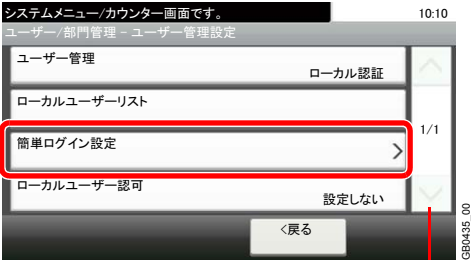 システムメニュー/カウンター画面です。
10:10
ユーザー/部門管理 - ユーザー管理設定
ユーザー管理
ローカル認証
ローカルユーザーリスト
簡単ログイン設定
1/1
ローカルユーザー認可
設定しない
<戻る
GB0435_00